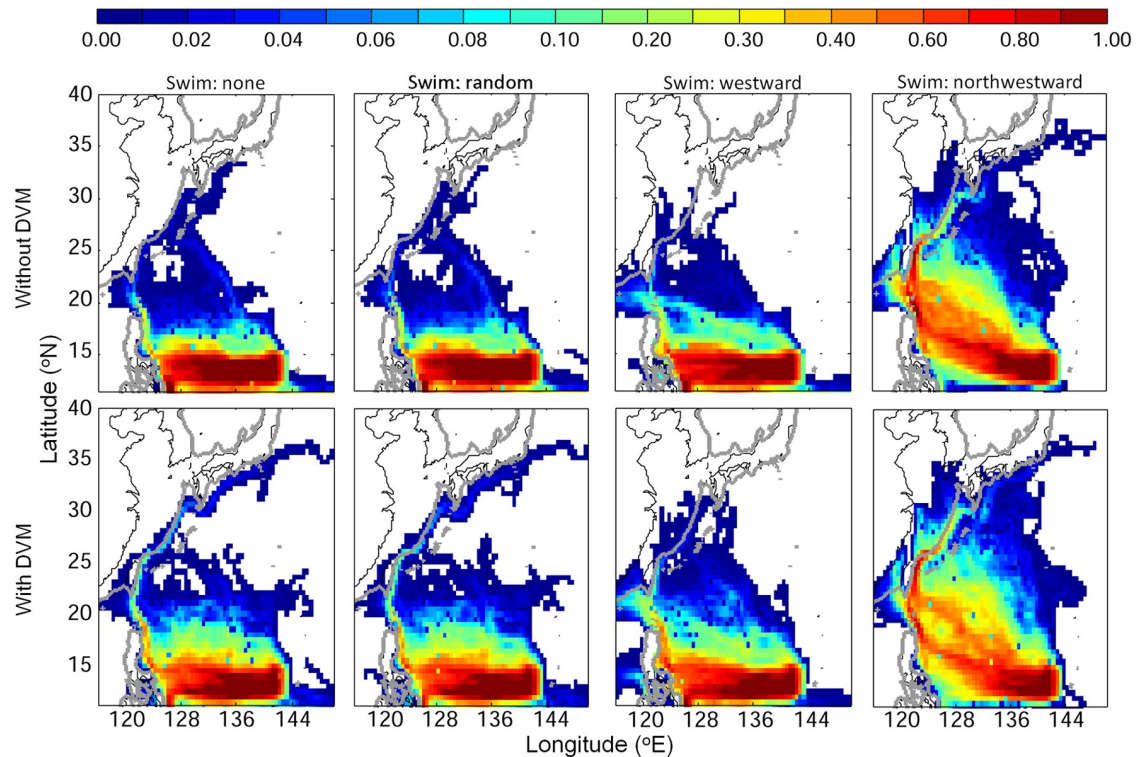 0.00 0.02 0.04 0.06 0.08 0.10 0.20 0.30 0.40 0.60 0.80 1.00
Swim: none Swim: random Swim: westward Swim: northwestward
40
35
30
25
20
15
Without DVM
40
35
30
25
20
15
With DVM
Latitude (°N)
120 128 136 144 120 128 136 144 120 128 136 144 120 128 136 144
Longitude (°E)